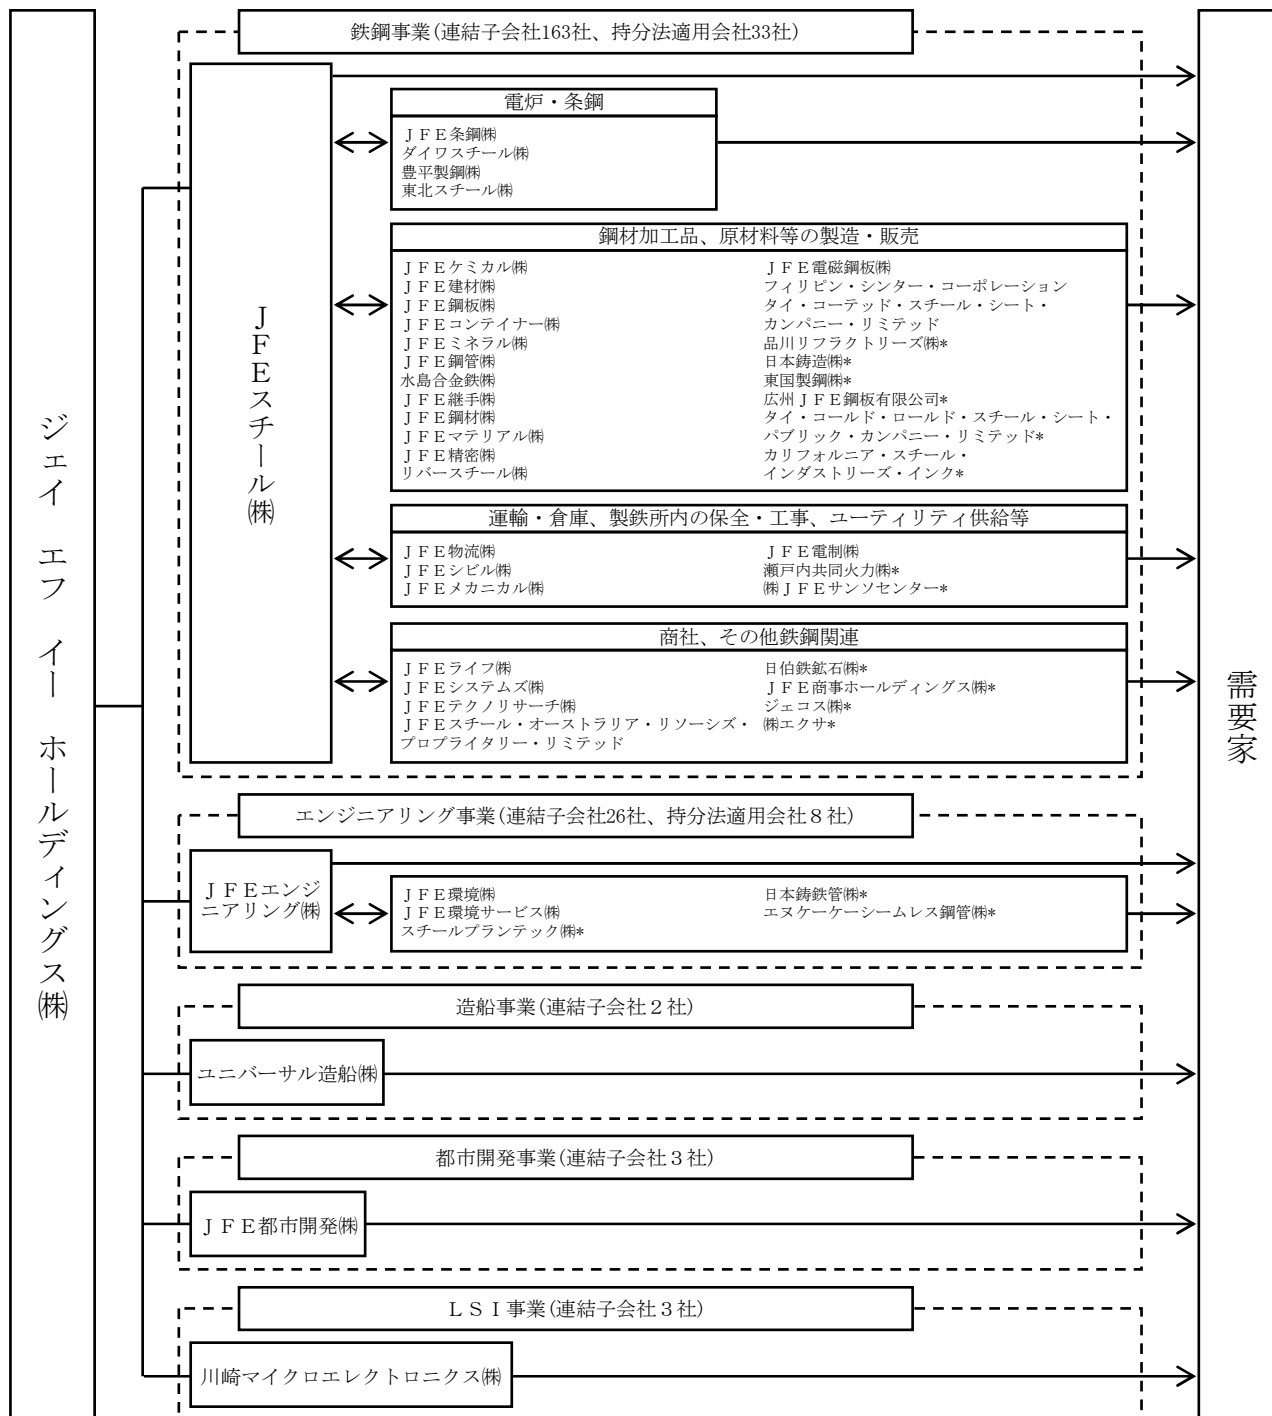 ジェイ エフ イー ホールディングス㈱
鉄鋼事業(連結子会社163社、持分法適用会社33社)
ＪＦＥスチール㈱
電炉・条鋼
ＪＦＥ条鋼㈱
ダイワスチール㈱
豊平製鋼㈱
東北スチール㈱
鋼材加工品、原材料等の製造・販売
ＪＦＥケミカル㈱
ＪＦＥ建材㈱
ＪＦＥ鋼板㈱
ＪＦＥコンテイナー㈱
ＪＦＥミネラル㈱
ＪＦＥ鋼管㈱
水島合金鉄㈱
ＪＦＥ継手㈱
ＪＦＥ鋼材㈱
ＪＦＥマテリアル㈱
ＪＦＥ精密㈱
リバースチール㈱
ＪＦＥ電磁鋼板㈱
フィリピン・シンター・コーポレーション
タイ・コーテッド・スチール・シート・
カンパニー・リミテッド
品川リフラクトリーズ㈱*
日本鋳造㈱*
東国製鋼㈱*
広州ＪＦＥ鋼板有限公司*
タイ・コールド・ロールド・スチール・シート・
パブリック・カンパニー・リミテッド*
カリフォルニア・スチール・
インダストリーズ・インク*
運輸・倉庫、製鉄所内の保全・工事、ユーティリティ供給等
ＪＦＥ物流㈱
ＪＦＥシビル㈱
ＪＦＥメカニカル㈱
ＪＦＥ電制㈱
瀬戸内共同火力㈱*
㈱ＪＦＥサンソセンター*
商社、その他鉄鋼関連
ＪＦＥライフ㈱
ＪＦＥシステムズ㈱
ＪＦＥテクノリサーチ㈱
ＪＦＥスチール・オーストラリア・リソーシズ・
プロプライタリー・リミテッド
日伯鉄鉱石㈱*
ＪＦＥ商事ホールディングス㈱*
ジェコス㈱*
㈱エクサ*
エンジニアリング事業(連結子会社26社、持分法適用会社８社)
ＪＦＥエンジ
ニアリング㈱
ＪＦＥ環境㈱
ＪＦＥ環境サービス㈱
スチールプランテック㈱*
日本鋳鉄管㈱*
エヌケーケーシームレス鋼管㈱*
造船事業(連結子会社２社)
ユニバーサル造船㈱
都市開発事業(連結子会社３社)
ＪＦＥ都市開発㈱
ＬＳＩ事業(連結子会社３社)
川崎マイクロエレクトロニクス㈱
需要家